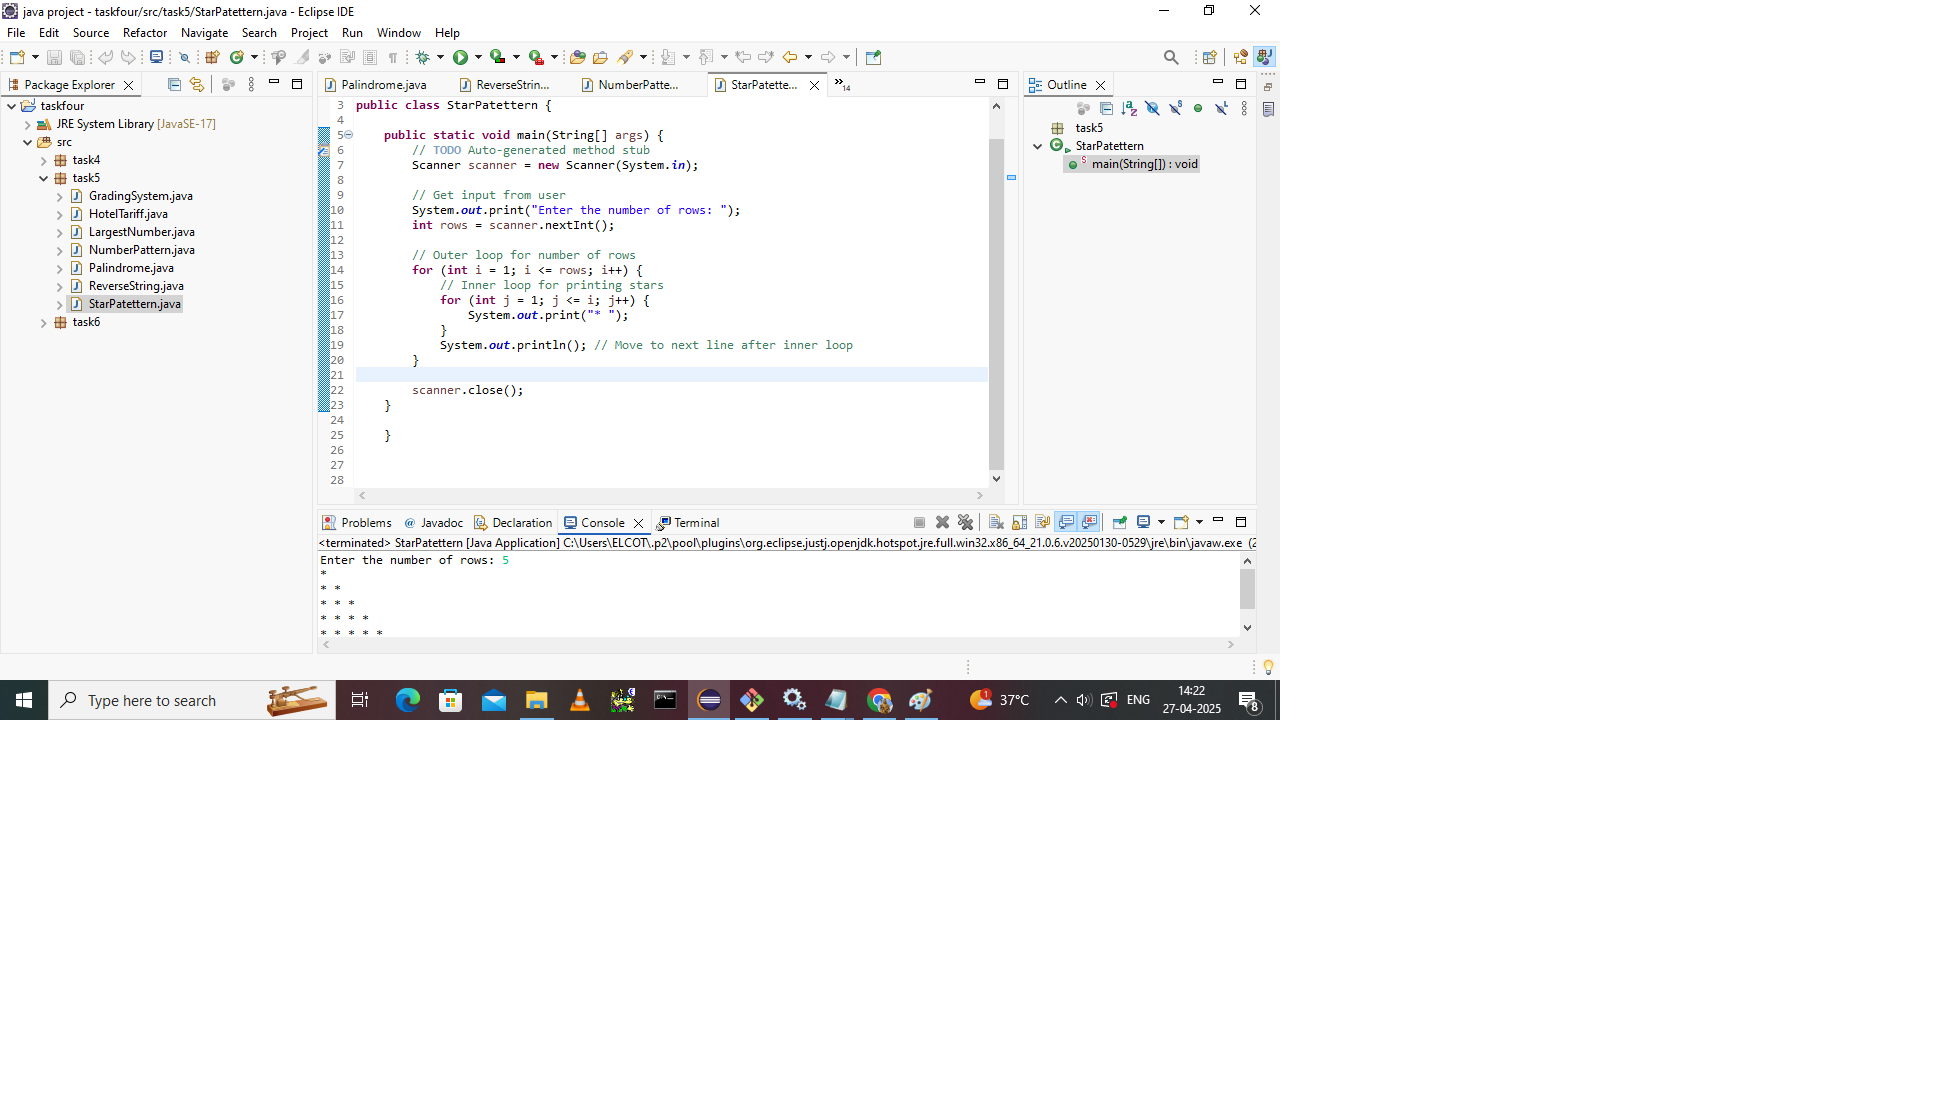 java project - taskfour/src/task5/StarPatettern.java - Eclipse IDE
File Edit Source Refactor Navigate Search Project Run Window Help
Package Explorer
taskfour
JRE System Library [JavaSE-17]
src
task4
task5
GradingSystem.java
HotelTariff.java
LargestNumber.java
NumberPattern.java
Palindrome.java
ReverseString.java
StarPatettern.java
task6
Palindrome.java ReverseStrin... NumberPatte... StarPatette... »14
3 public class StarPatettern {
4
5 public static void main(String[] args) {
6 // TODO Auto-generated method stub
7 Scanner scanner = new Scanner(System.in);
8
9 // Get input from user
10 System.out.print("Enter the number of rows: ");
11 int rows = scanner.nextInt();
12
13 // Outer loop for number of rows
14 for (int i = 1; i <= rows; i++) {
15 // Inner loop for printing stars
16 for (int j = 1; j <= i; j++) {
17 System.out.print("* ");
18 }
19 System.out.println(); // Move to next line after inner loop
20 }
21
22 scanner.close();
23 }
24
25 }
26
27
28
Outline
task5
StarPatettern
main(String[]) : void
Problems @ Javadoc Declaration Console Terminal
<terminated> StarPatettern [Java Application] C:\Users\ELCOT\.p2\pool\plugins\org.eclipse.justj.openjdk.hotspot.jre.full.win32.x86_64_21.0.6.v20250130-0529\jre\bin\javaw.exe (2
Enter the number of rows: 5
*
* *
* * *
* * * *
* * * * *
Type here to search
1
37°C
ENG
14:22
27-04-2025
8